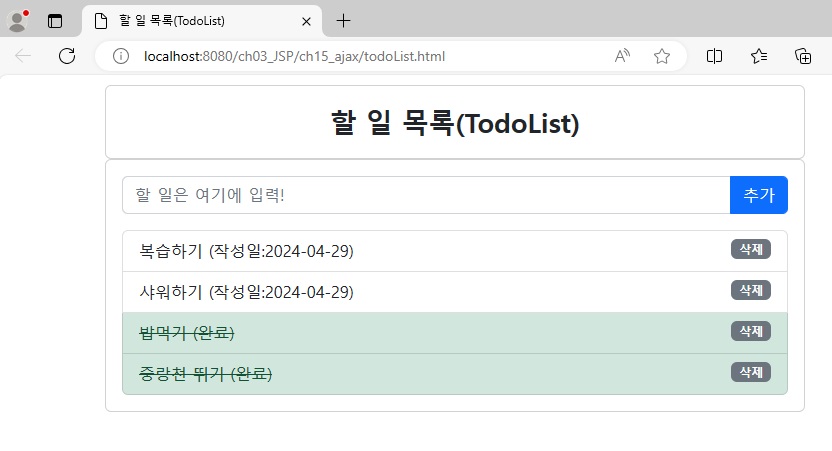 할 일 목록(TodoList)
localhost:8080/ch03_JSP/ch15_ajax/todoList.html
할 일 목록(TodoList)
할 일은 여기에 입력! 추가
복습하기 (작성일:2024-04-29) 삭제
샤워하기 (작성일:2024-04-29) 삭제
밥먹기 (완료) 삭제
중랑천 뛰기 (완료) 삭제